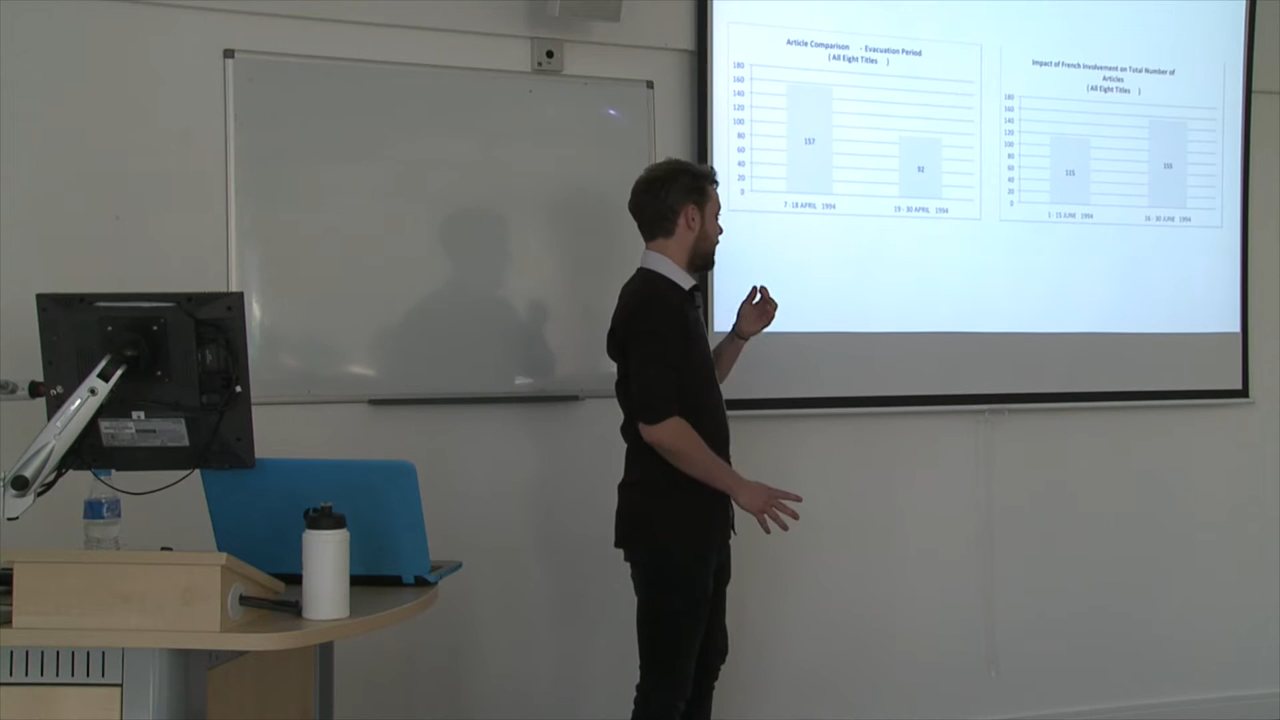 Article Comparison - Evacuation Period
( All Eight Titles )
180
160
140
120
100
80
60
40
20
0
157
92
7 - 18 APRIL 1994
19 - 30 APRIL 1994
Impact of French Involvement on Total Number of
Articles
( All Eight Titles )
180
160
140
120
100
80
60
40
20
0
115
1 - 15 JUNE 1994
16 - 30 JUNE 1994